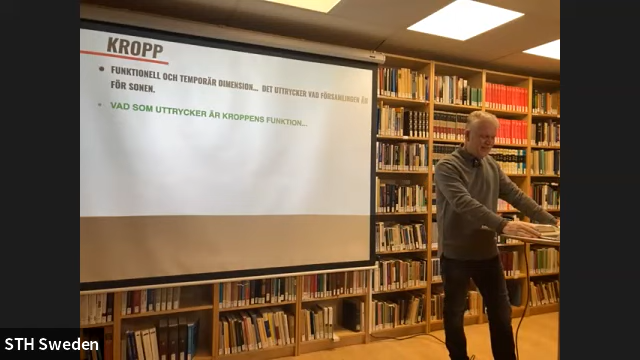 KROPP
• FUNKTIONELL OCH TEMPORÄR DIMENSION... DET UTTRYCKER VAD FÖRSAMLINGEN ÄR
FÖR SONEN.
• VAD SOM UTTRYCKER ÄR KROPPENS FUNKTION...
STH Sweden